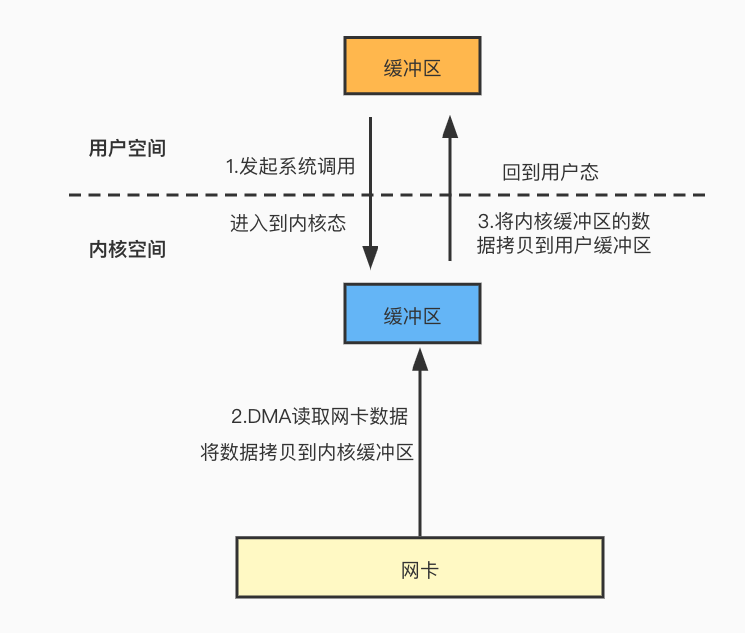 缓冲区
用户空间
1.发起系统调用
回到用户态
进入到内核态
3.将内核缓冲区的数
据拷贝到用户缓冲区
内核空间
缓冲区
2.DMA读取网卡数据
将数据拷贝到内核缓冲区
网卡